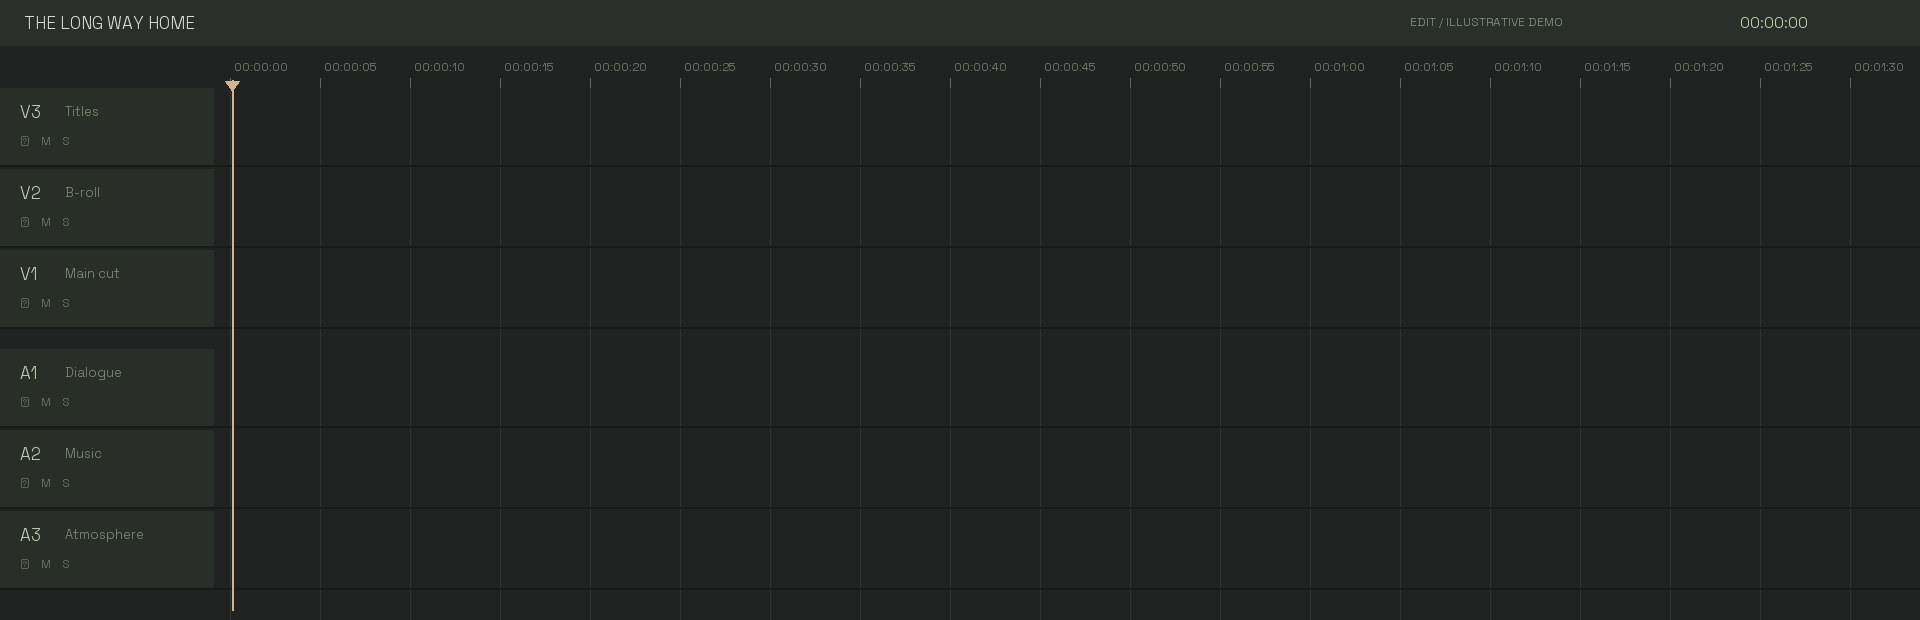 THE LONG WAY HOME EDIT / ILLUSTRATIVE DEMO 00:00:00
00:00:00 00:00:05 00:00:10 00:00:15 00:00:20 00:00:25 00:00:30 00:00:35 00:00:40 00:00:45 00:00:50 00:00:55 00:01:00 00:01:05 00:01:10 00:01:15 00:01:20 00:01:25 00:01:30
V3 Titles
M S
V2 B-roll
M S
V1 Main cut
M S
A1 Dialogue
M S
A2 Music
M S
A3 Atmosphere
M S